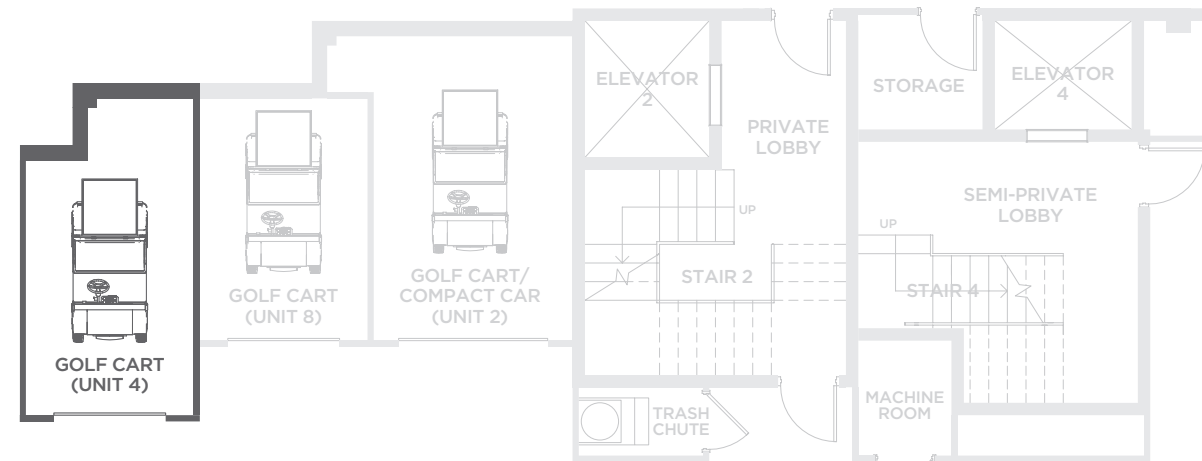 ELEVATOR
2
STORAGE
ELEVATOR
4
PRIVATE
LOBBY
SEMI-PRIVATE
LOBBY
UP
UP
GOLF CART
(UNIT 4)
GOLF CART
(UNIT 8)
GOLF CART/
COMPACT CAR
(UNIT 2)
STAIR 2
STAIR 4
TRASH
CHUTE
MACHINE
ROOM